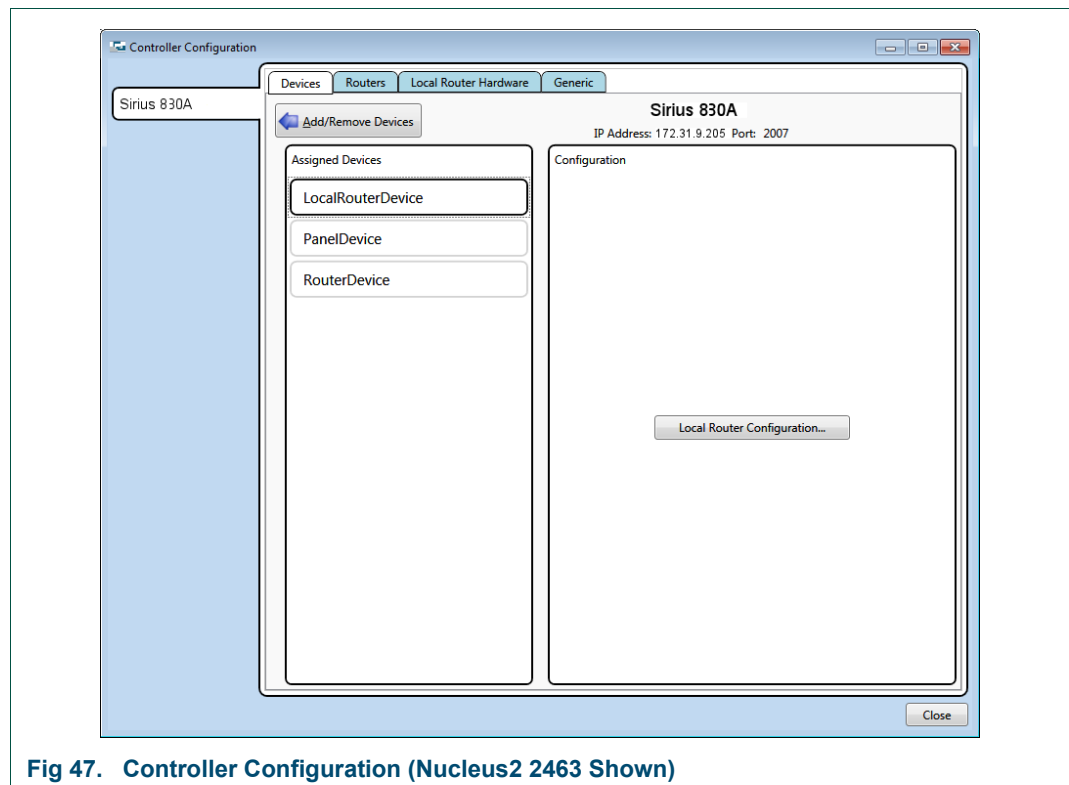 Controller Configuration
Devices Routers Local Router Hardware Generic
Sirius 830A
Add/Remove Devices
Sirius 830A
IP Address: 172.31.9.205 Port: 2007
Assigned Devices
LocalRouterDevice
PanelDevice
RouterDevice
Configuration
Local Router Configuration...
Close
Fig 47. Controller Configuration (Nucleus2 2463 Shown)